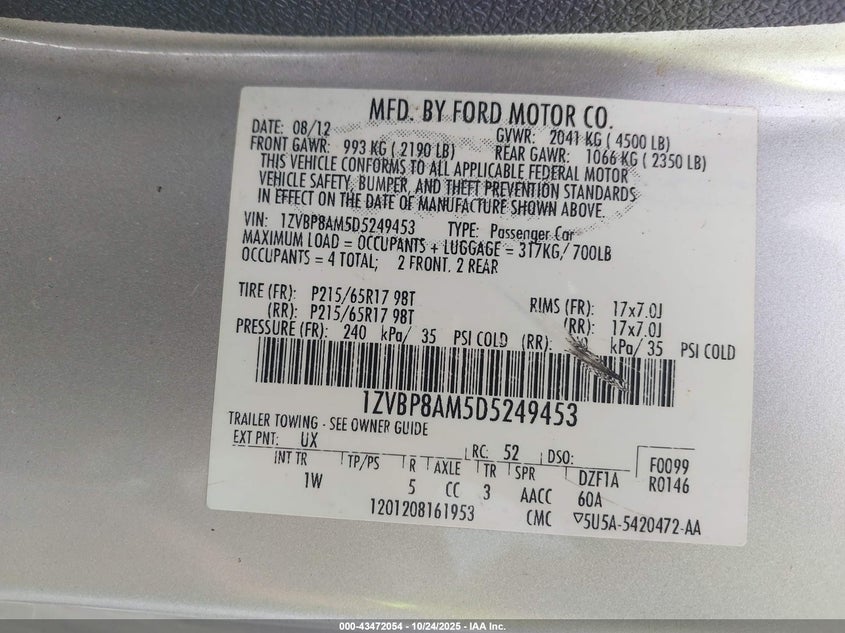 MFD. BY FORD MOTOR CO.
DATE: 08/12 GVWR: 2041 KG ( 4500 LB)
FRONT GAWR: 993 KG ( 2190 LB) REAR GAWR: 1066 KG ( 2350 LB)
THIS VEHICLE CONFORMS TO ALL APPLICABLE FEDERAL MOTOR
VEHICLE SAFETY, BUMPER, AND THEFT PREVENTION STANDARDS
IN EFFECT ON THE DATE OF MANUFACTURE SHOWN ABOVE.
VIN: 1ZVBP8AM5D5249453 TYPE: Passenger Car
MAXIMUM LOAD = OCCUPANTS + LUGGAGE = 317KG/ 700LB
OCCUPANTS = 4 TOTAL; 2 FRONT, 2 REAR
TIRE (FR): P215/65R17 98T RIMS (FR): 17x7.0J
(RR): P215/65R17 98T (RR): 17x7.0J
PRESSURE (FR): 240 kPa/ 35 PSI COLD (RR): kPa/ 35 PSI COLD
1ZVBP8AM5D5249453
TRAILER TOWING - SEE OWNER GUIDE
EXT PNT: UX RC: 52 DSO: F0099
INT TR TP/PS R AXLE TR SPR DZF1A R0146
1W 5 CC 3 AACC 60A
1201208161953 CMC ▽5U5A-5420472-AA
000-43472054 - 10/24/2025 - IAA Inc.